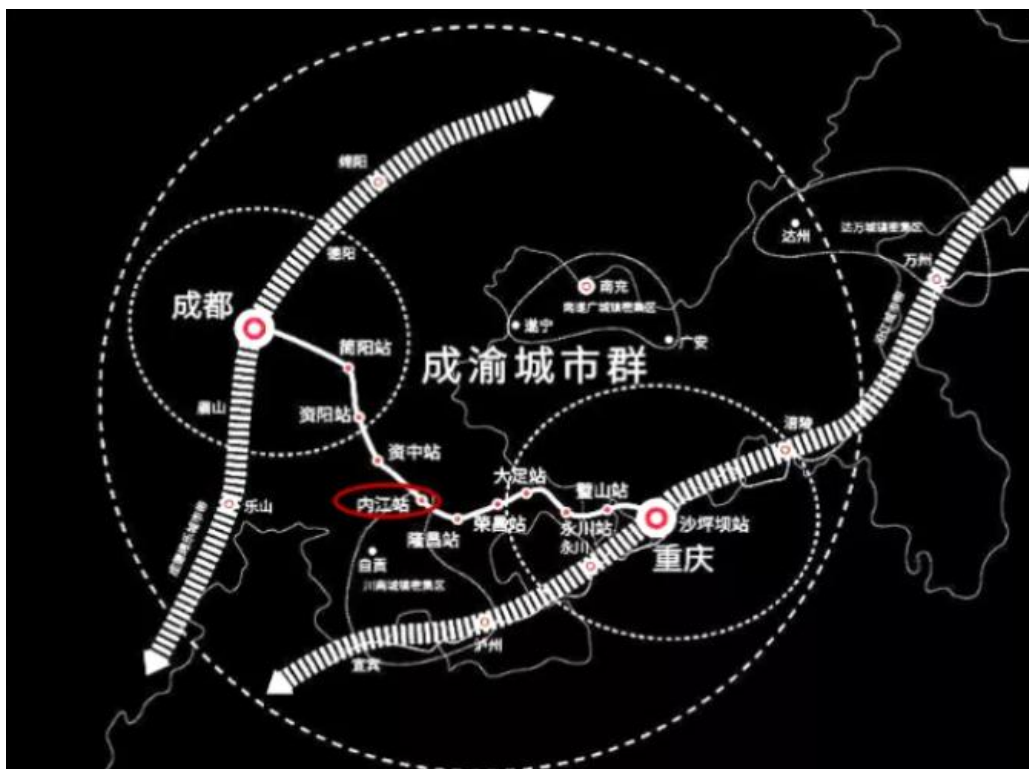 绵阳
德阳
成都
简阳站
资阳站
眉山
资中站
内江站
乐山
隆昌站
荣昌站
大足站
永川站
永川
璧山站
沙坪坝站
重庆
涪陵
自贡
川南城镇密集区
泸州
宜宾
成渝城市群
南充
南遂广城镇密集区
遂宁
广安
达州
达万城镇密集区
万州